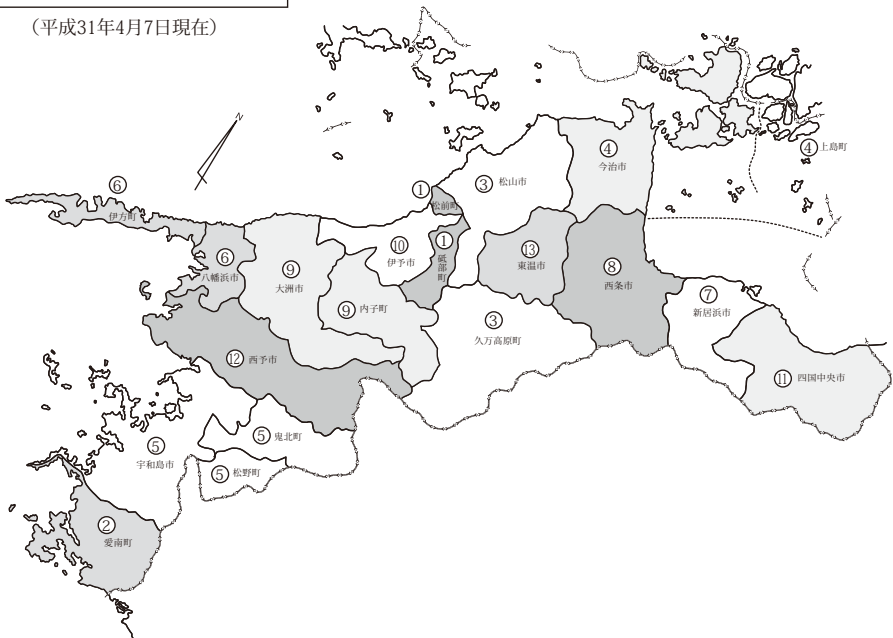 (平成31年4月7日現在)
N
④ 上島町
④
今治市
③ 松山市
①
松前町
⑥
伊方町
①
砥部町
⑩
伊予市
⑬
東温市
⑥
八幡浜市
⑨
大洲市
⑧
西条市
⑦
新居浜市
⑨ 内子町
③
久万高原町
⑫ 西予市
⑪ 四国中央市
⑤ 鬼北町
⑤
宇和島市
⑤ 松野町
②
愛南町